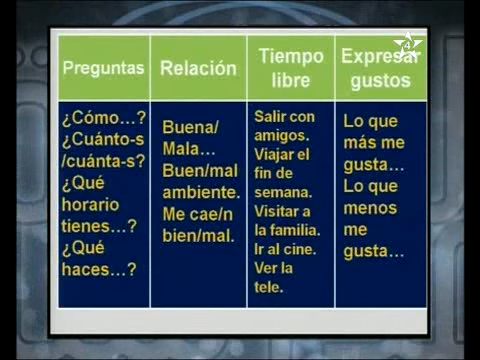 Preguntas
¿Cómo…?
¿Cuánto-s
/cuánta-s?
¿Qué
horario
tienes…?
¿Qué
haces…?
Relación
Buena/
Mala…
Buen/mal
ambiente.
Me cae/n
bien/mal.
Tiempo
libre
Salir con
amigos.
Viajar el
fin de
semana.
Visitar a
la familia.
Ir al cine.
Ver la
tele.
Expresar
gustos
Lo que
más me
gusta…
Lo que
menos
me
gusta…
4